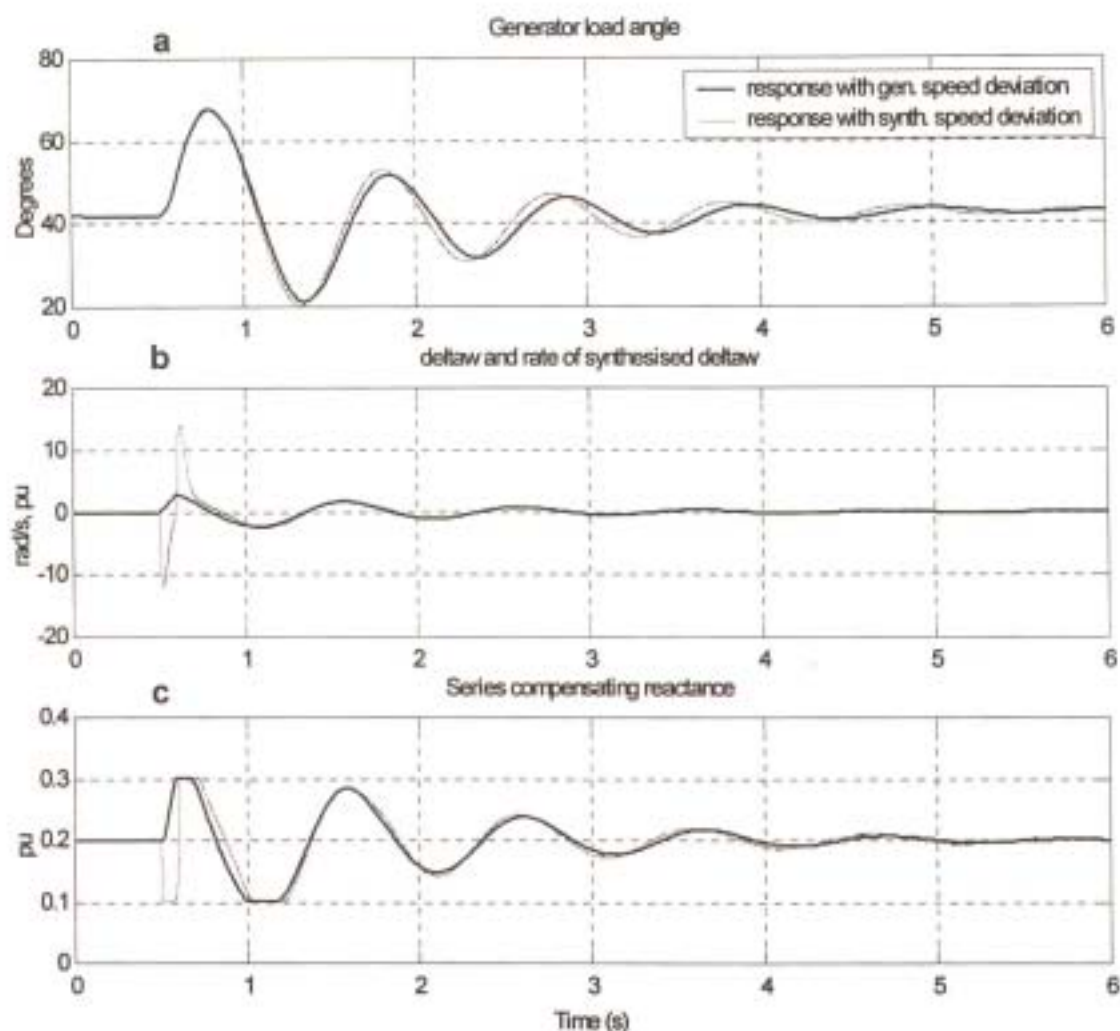 a
Generator load angle
80
60
40
20
Degrees
response with gen. speed deviation
response with synth. speed deviation
0 1 2 3 4 5 6
b
deltaw and rate of synthesised deltaw
20
10
0
-10
-20
rad/s, pu
0 1 2 3 4 5 6
c
Series compensating reactance
0.4
0.3
0.2
0.1
0
pu
0 1 2 3 4 5 6
Time (s)